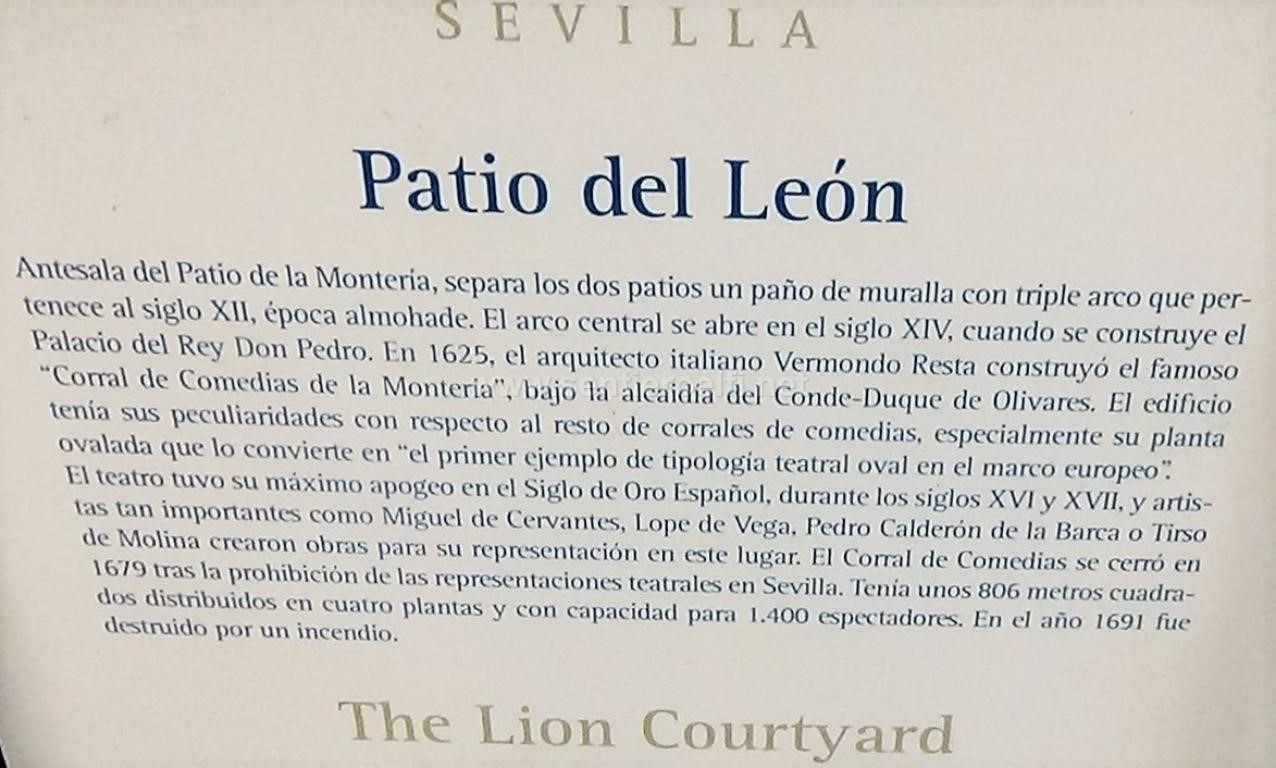 SEVILLA
Patio del León
Antesala del Patio de la Montería, separa los dos patios un paño de muralla con triple arco que per-
tenece al siglo XII, época almohade. El arco central se abre en el siglo XIV, cuando se construye el
Palacio del Rey Don Pedro. En 1625, el arquitecto italiano Vermondo Resta construyó el famoso
“Corral de Comedias de la Montería”, bajo la alcaidía del Conde-Duque de Olivares. El edificio
tenía sus peculiaridades con respecto al resto de corrales de comedias, especialmente su planta
ovalada que lo convierte en “el primer ejemplo de tipología teatral oval en el marco europeo”.
El teatro tuvo su máximo apogeo en el Siglo de Oro Español, durante los siglos XVI y XVII, y artis-
tas tan importantes como Miguel de Cervantes, Lope de Vega, Pedro Calderón de la Barca o Tirso
de Molina crearon obras para su representación en este lugar. El Corral de Comedias se cerró en
1679 tras la prohibición de las representaciones teatrales en Sevilla. Tenía unos 806 metros cuadra-
dos distribuidos en cuatro plantas y con capacidad para 1.400 espectadores. En el año 1691 fue
destruido por un incendio.
The Lion Courtyard